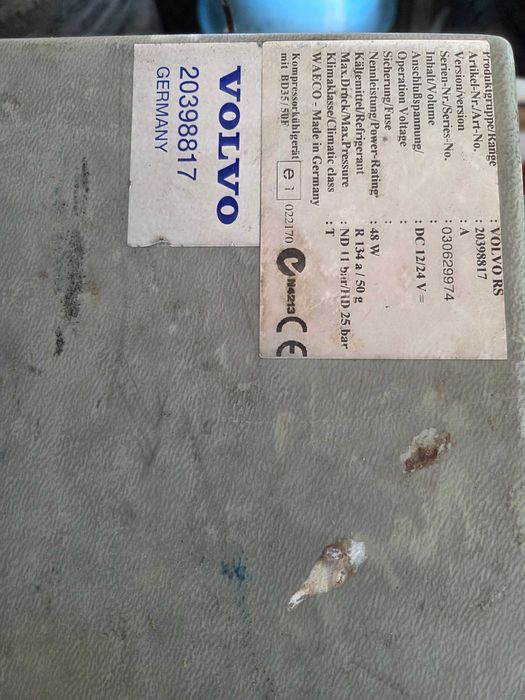 VOLVO
20398817
GERMANY
Produktgruppe/Range : VOLVO RS
Artikel-Nr./Art-No. : 20398817
Version/version : A
Serien-Nr./Series-No. : 030629974
Inhalt/Volume :
Anschlußspannung/ : DC 12/24 V =
Operation Voltage
Sicherung/Fuse :
Nennleistung/Power-Rating : 48 W
Kältemittel/Refrigerant : R 134 a / 50 g
Max.Druck/Max.Pressure : ND 11 bar/HD 25 bar
Klimaklasse/Climatic class : T
WAECO - Made in Germany
Kompressorkühlgerät
mit BD35/50F
e 1 022170 N4213 CE